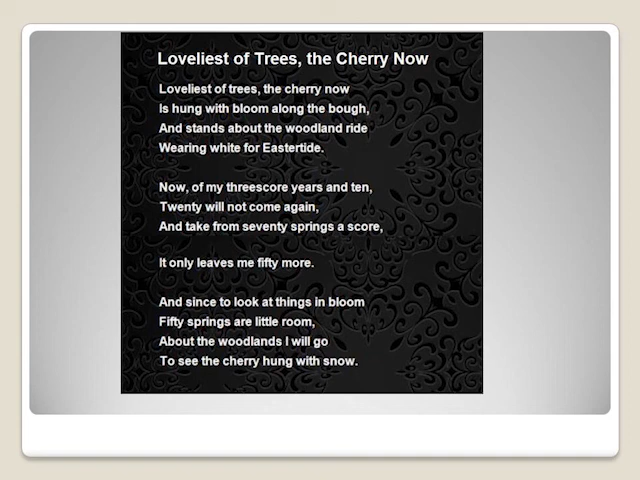 Loveliest of Trees, the Cherry Now
Loveliest of trees, the cherry now
Is hung with bloom along the bough,
And stands about the woodland ride
Wearing white for Eastertide.
Now, of my threescore years and ten,
Twenty will not come again,
And take from seventy springs a score,
It only leaves me fifty more.
And since to look at things in bloom
Fifty springs are little room,
About the woodlands I will go
To see the cherry hung with snow.